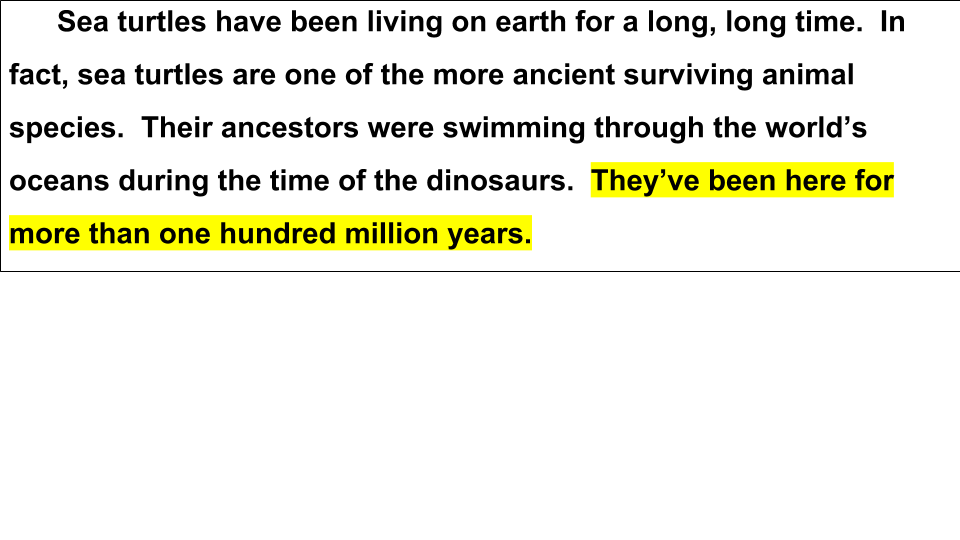 Sea turtles have been living on earth for a long, long time.  In
fact, sea turtles are one of the more ancient surviving animal
species.  Their ancestors were swimming through the world’s
oceans during the time of the dinosaurs.  They’ve been here for
more than one hundred million years.